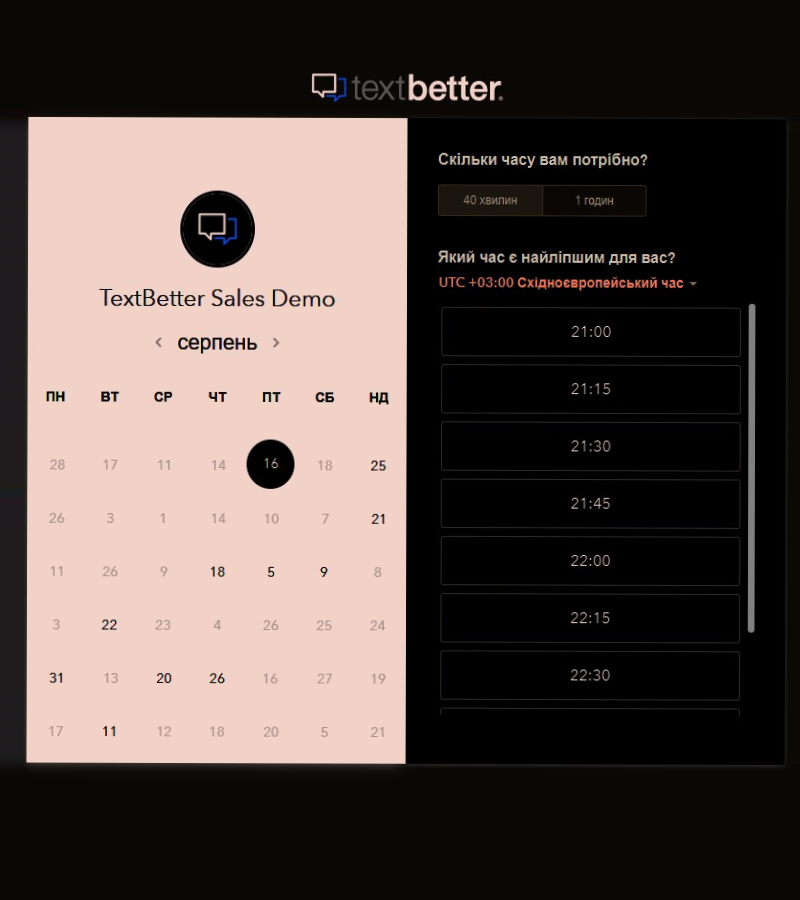 textbetter.
TextBetter Sales Demo
серпень
ПН ВТ СР ЧТ ПТ СБ НД
28 17 11 14 16 18 25
26 3 1 14 10 7 21
11 26 9 18 5 9 8
3 22 23 4 26 25 24
31 13 20 26 16 27 19
17 11 12 18 20 5 21
Скільки часу вам потрібно?
40 хвилин 1 годин
Який час є найліпшим для вас?
UTC +03:00 Східноєвропейський час
21:00
21:15
21:30
21:45
22:00
22:15
22:30